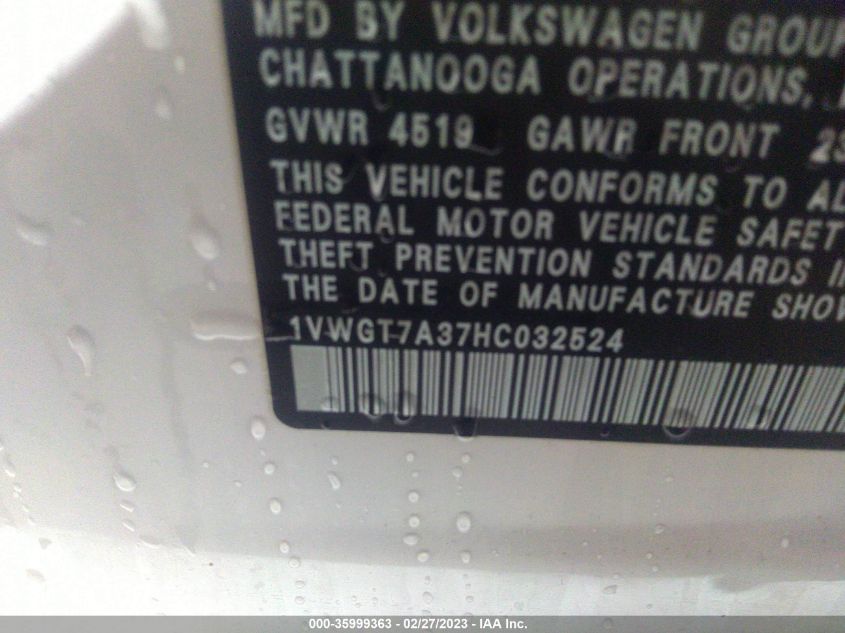 MFD BY VOLKSWAGEN GROUP
CHATTANOOGA OPERATIONS,
GVWR 4519 GAWR FRONT
THIS VEHICLE CONFORMS TO
FEDERAL MOTOR VEHICLE SAFET
THEFT PREVENTION STANDARDS
THE DATE OF MANUFACTURE SHOW
1VWGT7A37HC032524
000-35999363 - 02/27/2023 - IAA Inc.